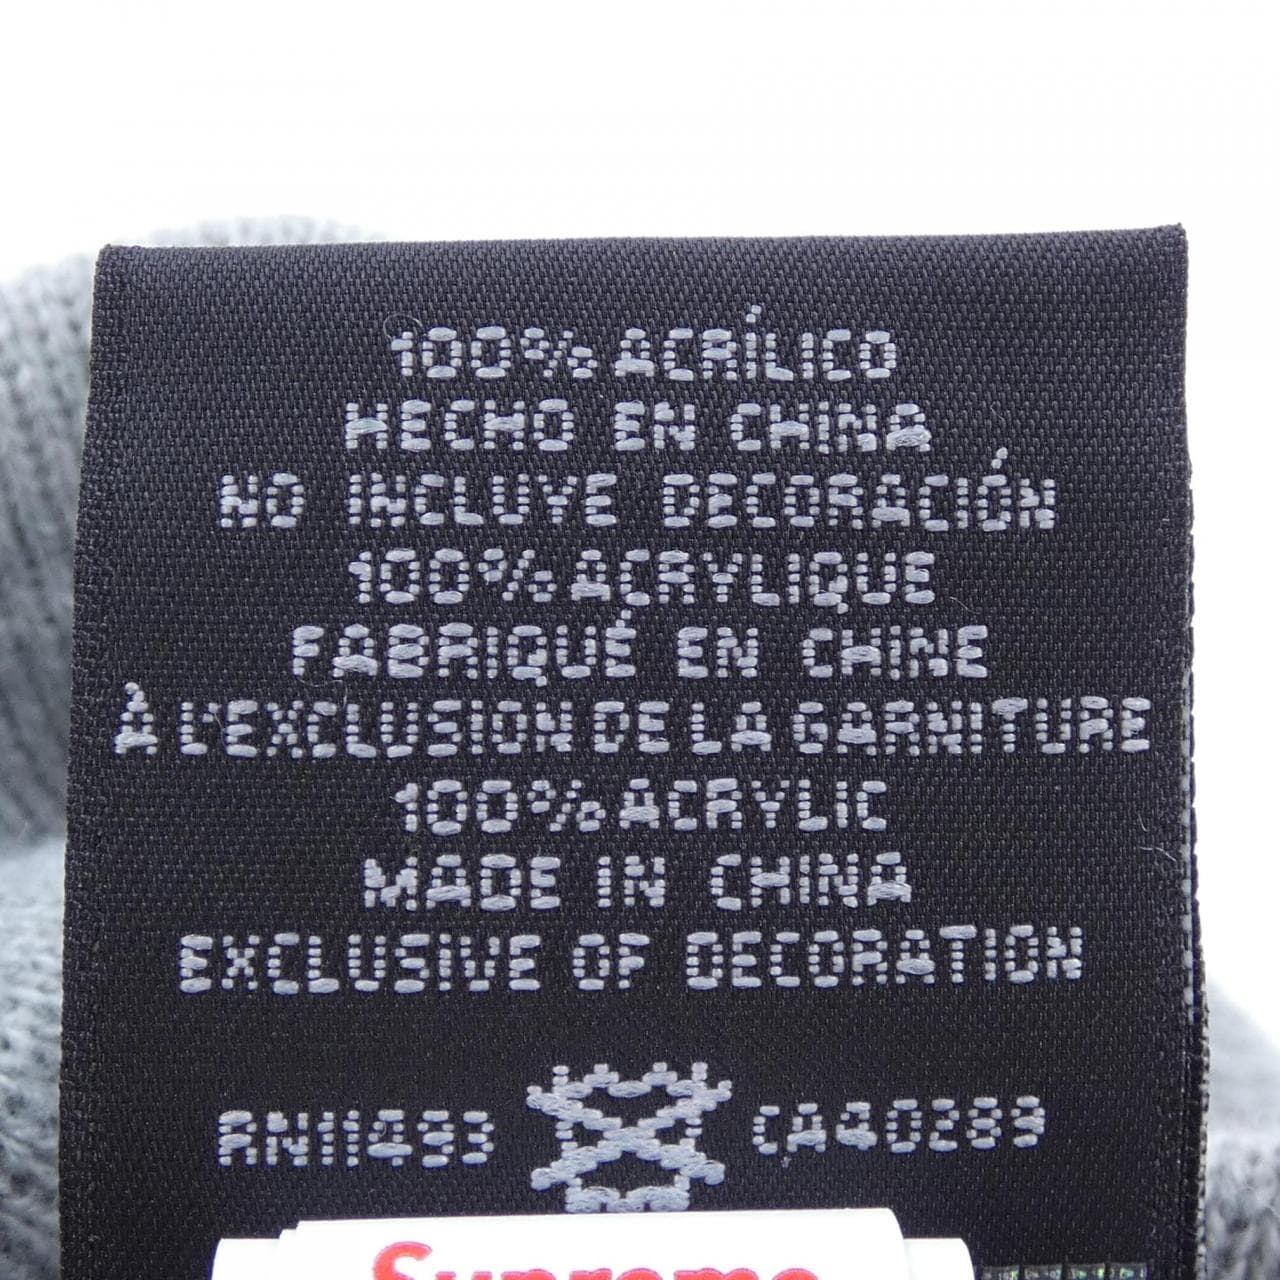 100% ACRÍLICO
HECHO EN CHINA
NO INCLUYE DECORACIÓN
100% ACRYLIQUE
FABRIQUÉ EN CHINE
À L'EXCLUSION DE LA GARNITURE
100% ACRYLIC
MADE IN CHINA
EXCLUSIVE OF DECORATION
RN11493 CA40289
Supreme